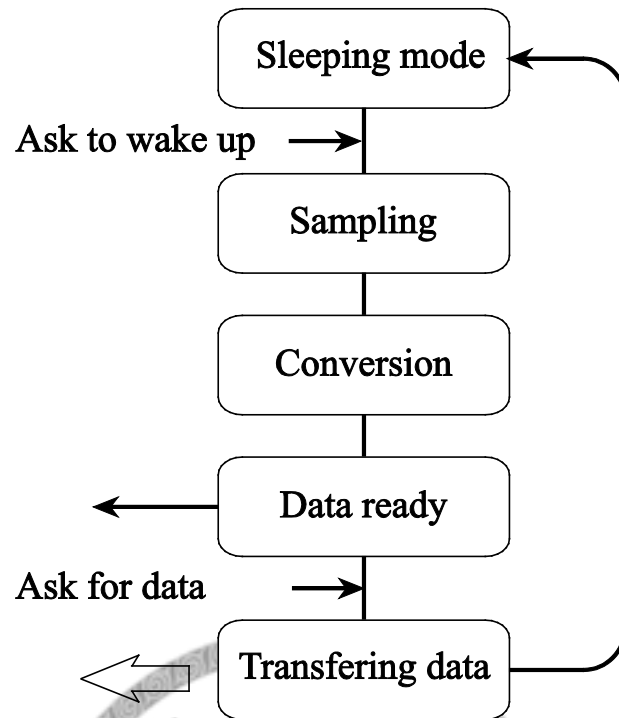 Sleeping mode
Ask to wake up
Sampling
Conversion
Data ready
Ask for data
Transfering data